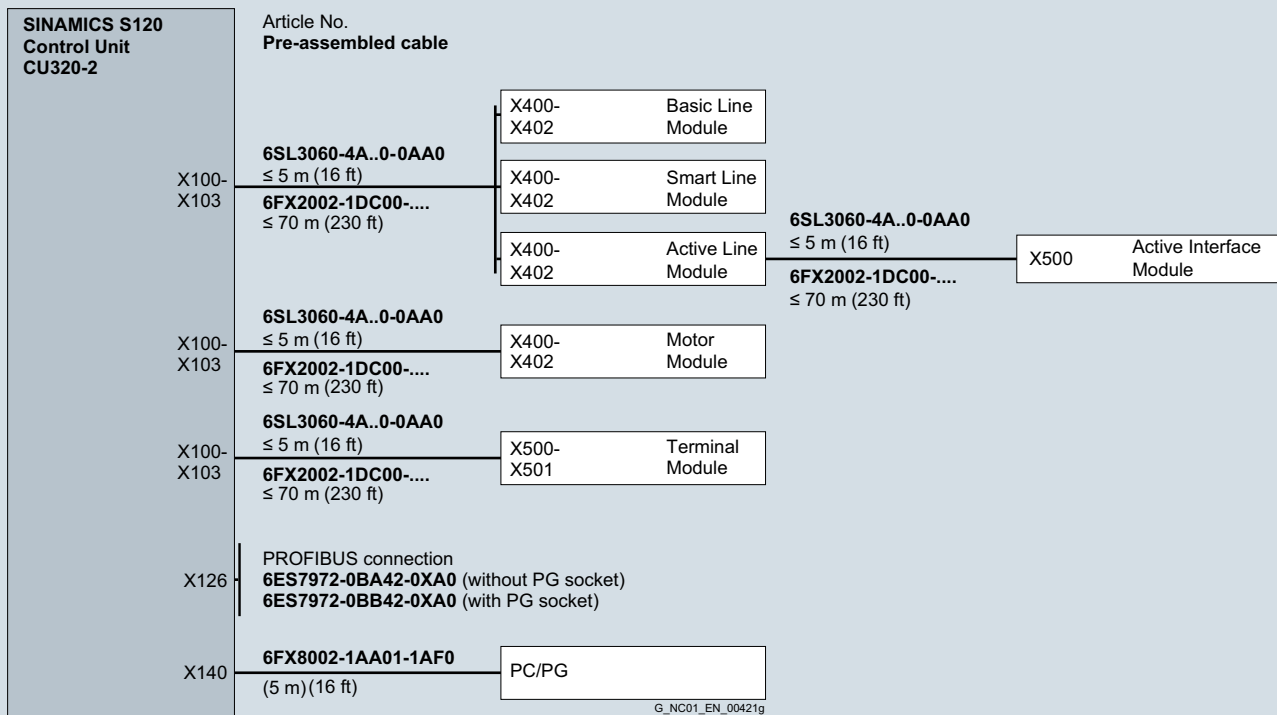 SINAMICS S120
Control Unit
CU320-2
Article No.
Pre-assembled cable
X100-
X103
6SL3060-4A..0-0AA0
≤ 5 m (16 ft)
6FX2002-1DC00-....
≤ 70 m (230 ft)
X400-
X402
Basic Line
Module
X400-
X402
Smart Line
Module
X400-
X402
Active Line
Module
6SL3060-4A..0-0AA0
≤ 5 m (16 ft)
6FX2002-1DC00-....
≤ 70 m (230 ft)
X500
Active Interface
Module
X100-
X103
6SL3060-4A..0-0AA0
≤ 5 m (16 ft)
6FX2002-1DC00-....
≤ 70 m (230 ft)
X400-
X402
Motor
Module
X100-
X103
6SL3060-4A..0-0AA0
≤ 5 m (16 ft)
6FX2002-1DC00-....
≤ 70 m (230 ft)
X500-
X501
Terminal
Module
X126
PROFIBUS connection
6ES7972-0BA42-0XA0 (without PG socket)
6ES7972-0BB42-0XA0 (with PG socket)
X140
6FX8002-1AA01-1AF0
(5 m) (16 ft)
PC/PG
G_NC01_EN_00421g